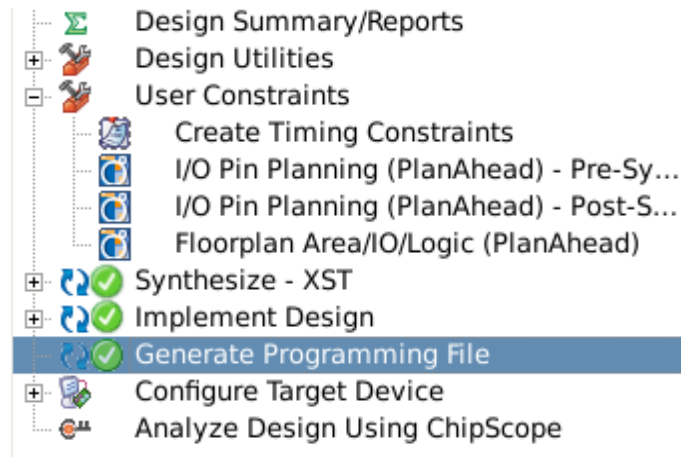 Design Summary/Reports
Design Utilities
User Constraints
Create Timing Constraints
I/O Pin Planning (PlanAhead) - Pre-Sy...
I/O Pin Planning (PlanAhead) - Post-S...
Floorplan Area/IO/Logic (PlanAhead)
Synthesize - XST
Implement Design
Generate Programming File
Configure Target Device
Analyze Design Using ChipScope